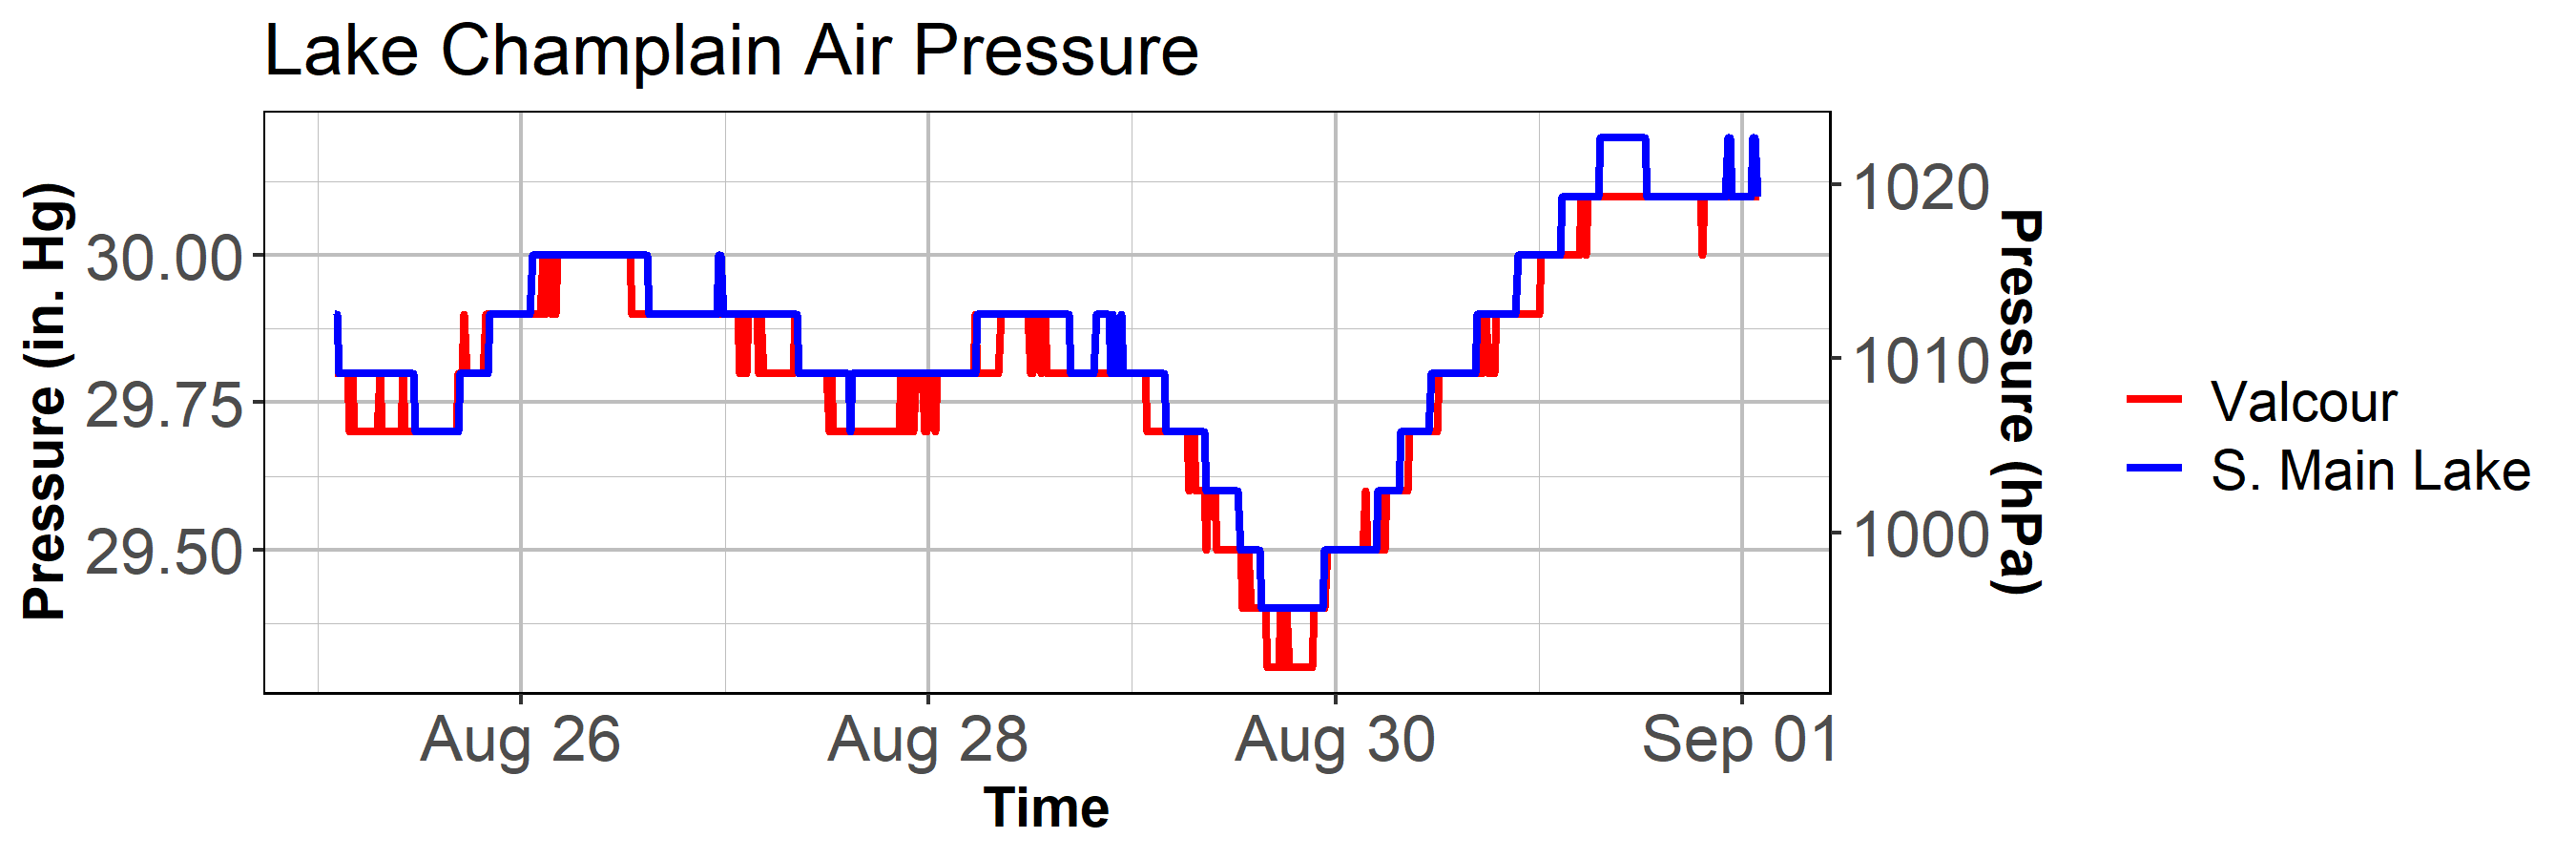 Lake Champlain Air Pressure
Pressure (in. Hg)
30.00
29.75
29.50
1020
1010
1000
Pressure (hPa)
Valcour
S. Main Lake
Aug 26
Aug 28
Aug 30
Sep 01
Time